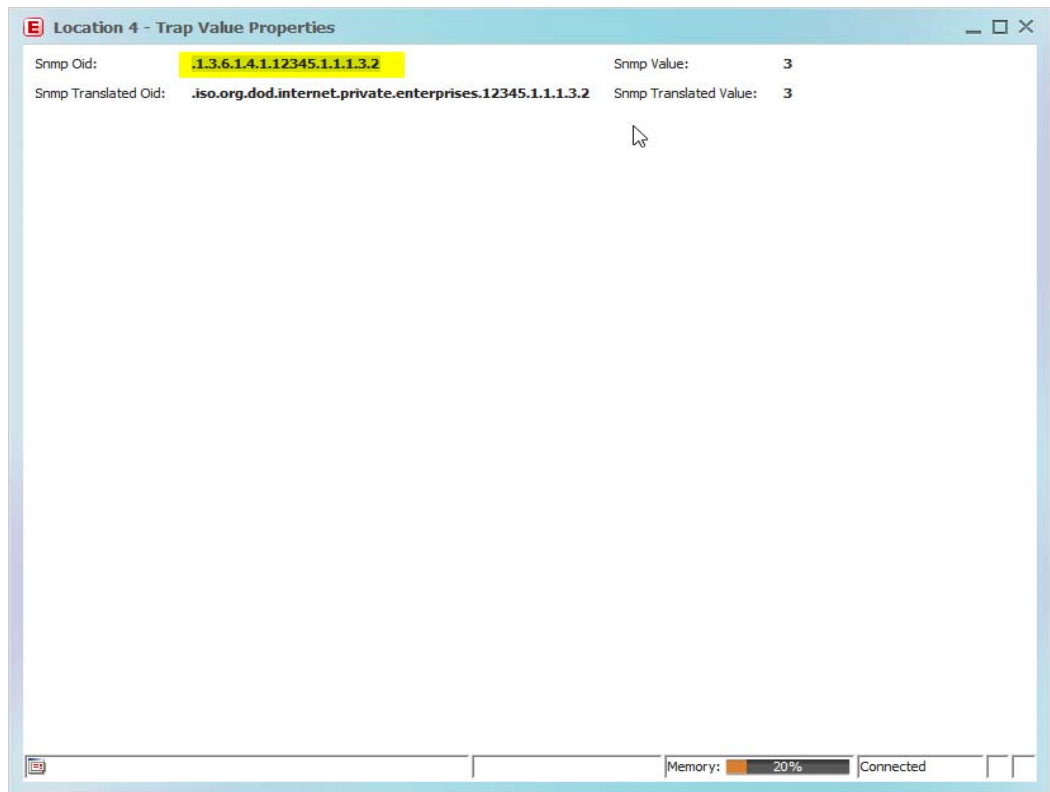 E Location 4 - Trap Value Properties
Snmp Oid: .1.3.6.1.4.1.12345.1.1.1.3.2 Snmp Value: 3
Snmp Translated Oid: .iso.org.dod.internet.private.enterprises.12345.1.1.1.3.2 Snmp Translated Value: 3
Memory: 20% Connected